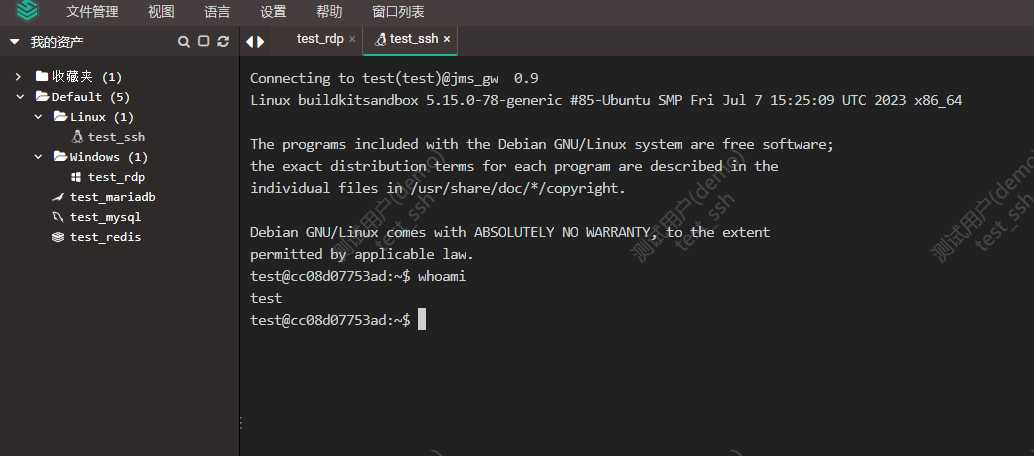 文件管理 视图 语言 设置 帮助 窗口列表
我的资产
收藏夹 (1)
Default (5)
Linux (1)
test_ssh
Windows (1)
test_rdp
test_mariadb
test_mysql
test_redis
test_rdp × test_ssh ×
Connecting to test(test)@jms_gw  0.9
Linux buildkitsandbox 5.15.0-78-generic #85-Ubuntu SMP Fri Jul 7 15:25:09 UTC 2023 x86_64
The programs included with the Debian GNU/Linux system are free software;
the exact distribution terms for each program are described in the
individual files in /usr/share/doc/*/copyright.
Debian GNU/Linux comes with ABSOLUTELY NO WARRANTY, to the extent
permitted by applicable law.
test@cc08d07753ad:~$ whoami
test
test@cc08d07753ad:~$
测试用户(demo)
test_ssh
测试用户(demo)
test_ssh
测试用户(demo)
test_ssh